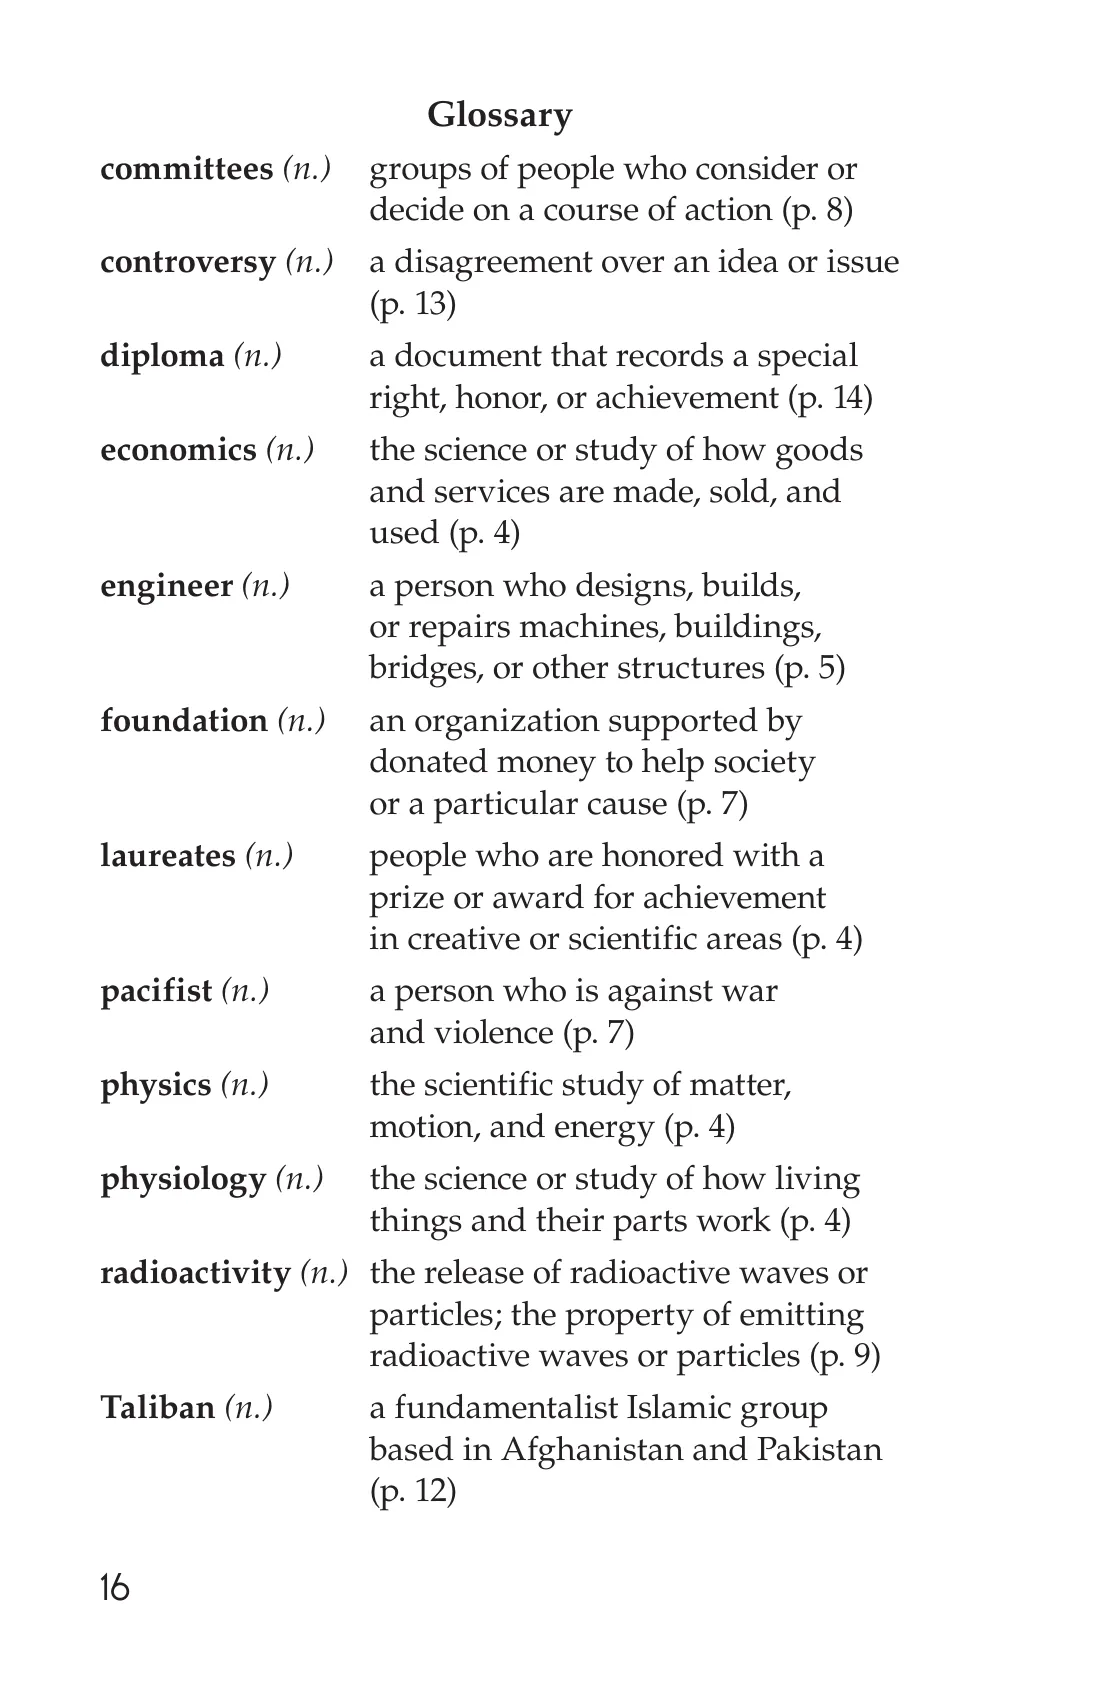 Glossary
committees (n.) groups of people who consider or
decide on a course of action (p. 8)
controversy (n.) a disagreement over an idea or issue
(p. 13)
diploma (n.) a document that records a special
right, honor, or achievement (p. 14)
economics (n.) the science or study of how goods
and services are made, sold, and
used (p. 4)
engineer (n.) a person who designs, builds,
or repairs machines, buildings,
bridges, or other structures (p. 5)
foundation (n.) an organization supported by
donated money to help society
or a particular cause (p. 7)
laureates (n.) people who are honored with a
prize or award for achievement
in creative or scientific areas (p. 4)
pacifist (n.) a person who is against war
and violence (p. 7)
physics (n.) the scientific study of matter,
motion, and energy (p. 4)
physiology (n.) the science or study of how living
things and their parts work (p. 4)
radioactivity (n.) the release of radioactive waves or
particles; the property of emitting
radioactive waves or particles (p. 9)
Taliban (n.) a fundamentalist Islamic group
based in Afghanistan and Pakistan
(p. 12)
16